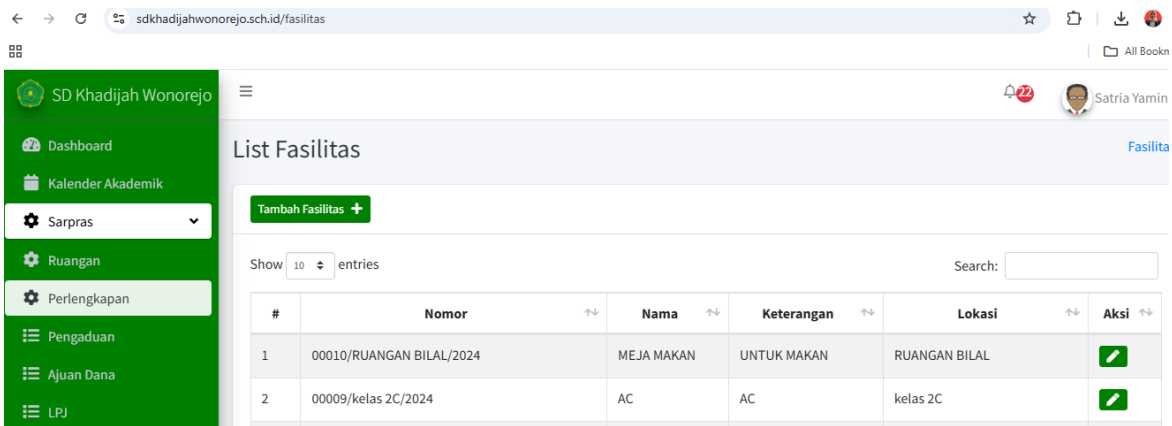 sdkhadijahwonorejo.sch.id/fasilitas
All Bookm
SD Khadijah Wonorejo
22
Satria Yamin
Dashboard
Kalender Akademik
Sarpras
Ruangan
Perlengkapan
Pengaduan
Ajuan Dana
LPJ
List Fasilitas
Fasilita
Tambah Fasilitas +
Show 10 entries
Search:
# Nomor Nama Keterangan Lokasi Aksi
1 00010/RUANGAN BILAL/2024 MEJA MAKAN UNTUK MAKAN RUANGAN BILAL
2 00009/kelas 2C/2024 AC AC kelas 2C